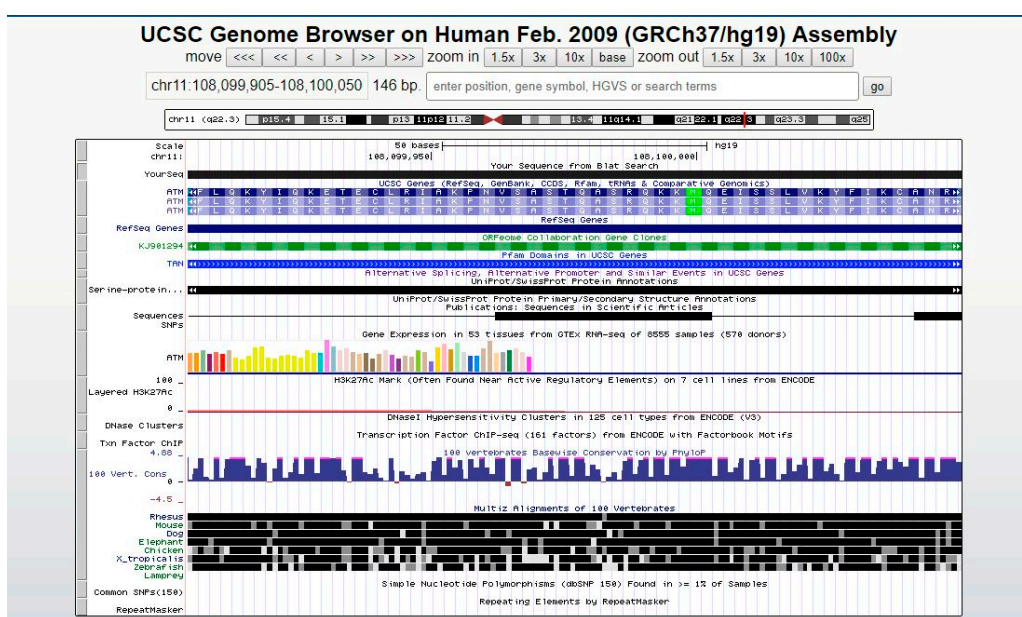 UCSC Genome Browser on Human Feb. 2009 (GRCh37/hg19) Assembly
move <<< << < > >> >>> zoom in 1.5x 3x 10x base zoom out 1.5x 3x 10x 100x
chr11:108,099,905-108,100,050 146 bp. enter position, gene symbol, HGVS or search terms go
chr11 (q22.3) p15.4 15.1 p13 11p12 11.2 13.4 11q14.1 q21 22.1 q22 3 q23.3 q25
Scale 50 bases hg19
chr11: 108,099,950| 108,100,000|
Your Sequence from Blat Search
YourSeq
UCSC Genes (RefSeq, GenBank, CCDS, Rfam, tRNAs & Comparative Genomics)
ATM F L Q K Y I Q K E T E C L R I A K P N V S A S T Q A S R Q K K M Q E I S S L V K Y F I K C A N R
ATM
ATM
RefSeq Genes
RefSeq Genes
ORFeome Collaboration Gene Clones
KJ901294
Pfam Domains in UCSC Genes
TAN
Alternative Splicing, Alternative Promoter and Similar Events in UCSC Genes
UniProt/SwissProt Protein Annotations
Serine-protein...
UniProt/SwissProt Protein Primary/Secondary Structure Annotations
Publications: Sequences in Scientific Articles
Sequences
SNPs
Gene Expression in 53 tissues from GTEx RNA-seq of 8555 samples (570 donors)
ATM
H3K27Ac Mark (Often Found Near Active Regulatory Elements) on 7 cell lines from ENCODE
100 _
Layered H3K27Ac
0 _
DNaseI Hypersensitivity Clusters in 125 cell types from ENCODE (V3)
DNase Clusters
Transcription Factor ChIP-seq (161 factors) from ENCODE with Factorbook Motifs
Txn Factor ChIP
4.88 _
100 vertebrates Basewise Conservation by PhyloP
100 Vert. Cons
0 _
-4.5 _
Multiz Alignments of 100 Vertebrates
Rhesus
Mouse
Dog
Elephant
Chicken
X_tropicalis
Zebrafish
Lamprey
Simple Nucleotide Polymorphisms (dbSNP 150) Found in >= 1% of Samples
Common SNPs(150)
Repeating Elements by RepeatMasker
RepeatMasker